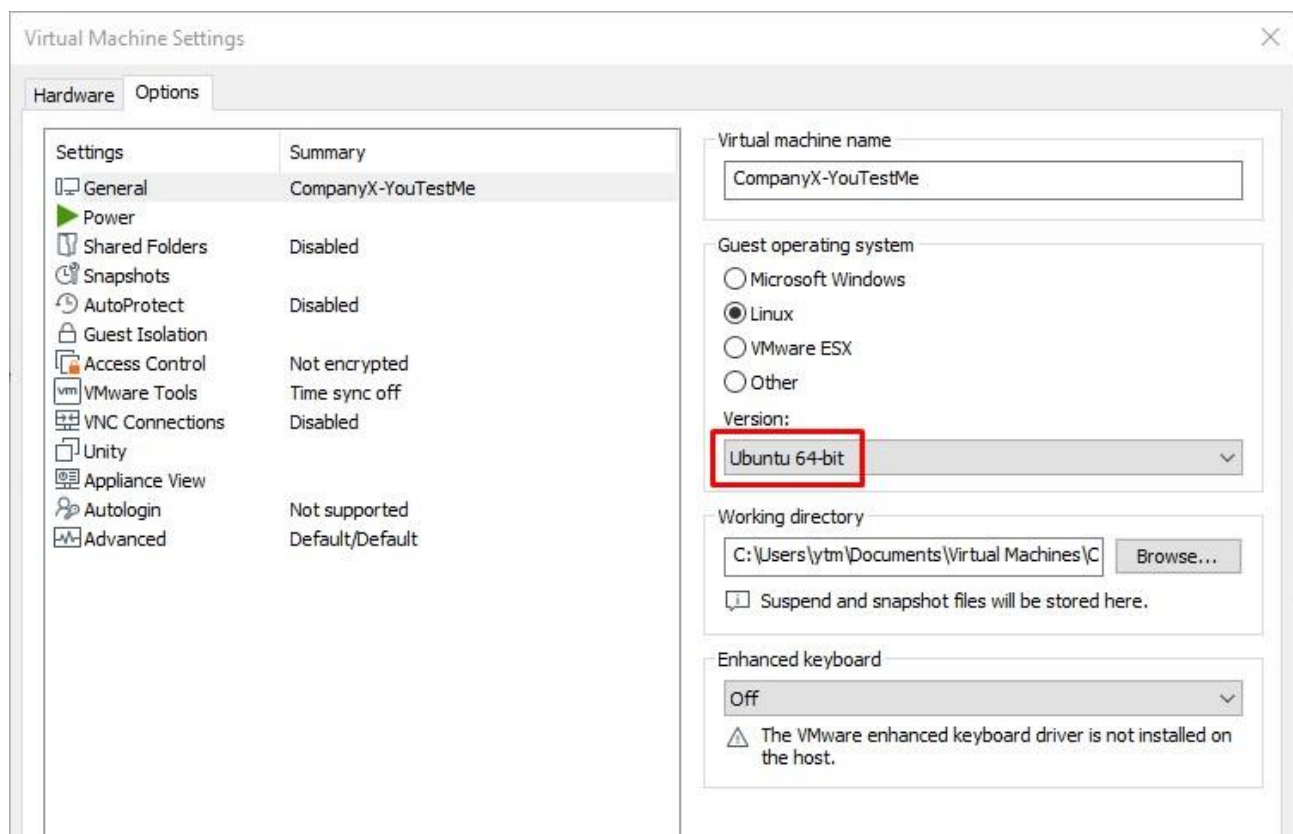 Virtual Machine Settings
Hardware Options
Settings Summary
General CompanyX-YouTestMe
Power
Shared Folders Disabled
Snapshots
AutoProtect Disabled
Guest Isolation
Access Control Not encrypted
vm VMware Tools Time sync off
VNC Connections Disabled
Unity
Appliance View
Autologin Not supported
Advanced Default/Default
Virtual machine name
CompanyX-YouTestMe
Guest operating system
Microsoft Windows
Linux
VMware ESX
Other
Version:
Ubuntu 64-bit
Working directory
C:\Users\ytm\Documents\Virtual Machines\C Browse...
Suspend and snapshot files will be stored here.
Enhanced keyboard
Off
The VMware enhanced keyboard driver is not installed on
the host.